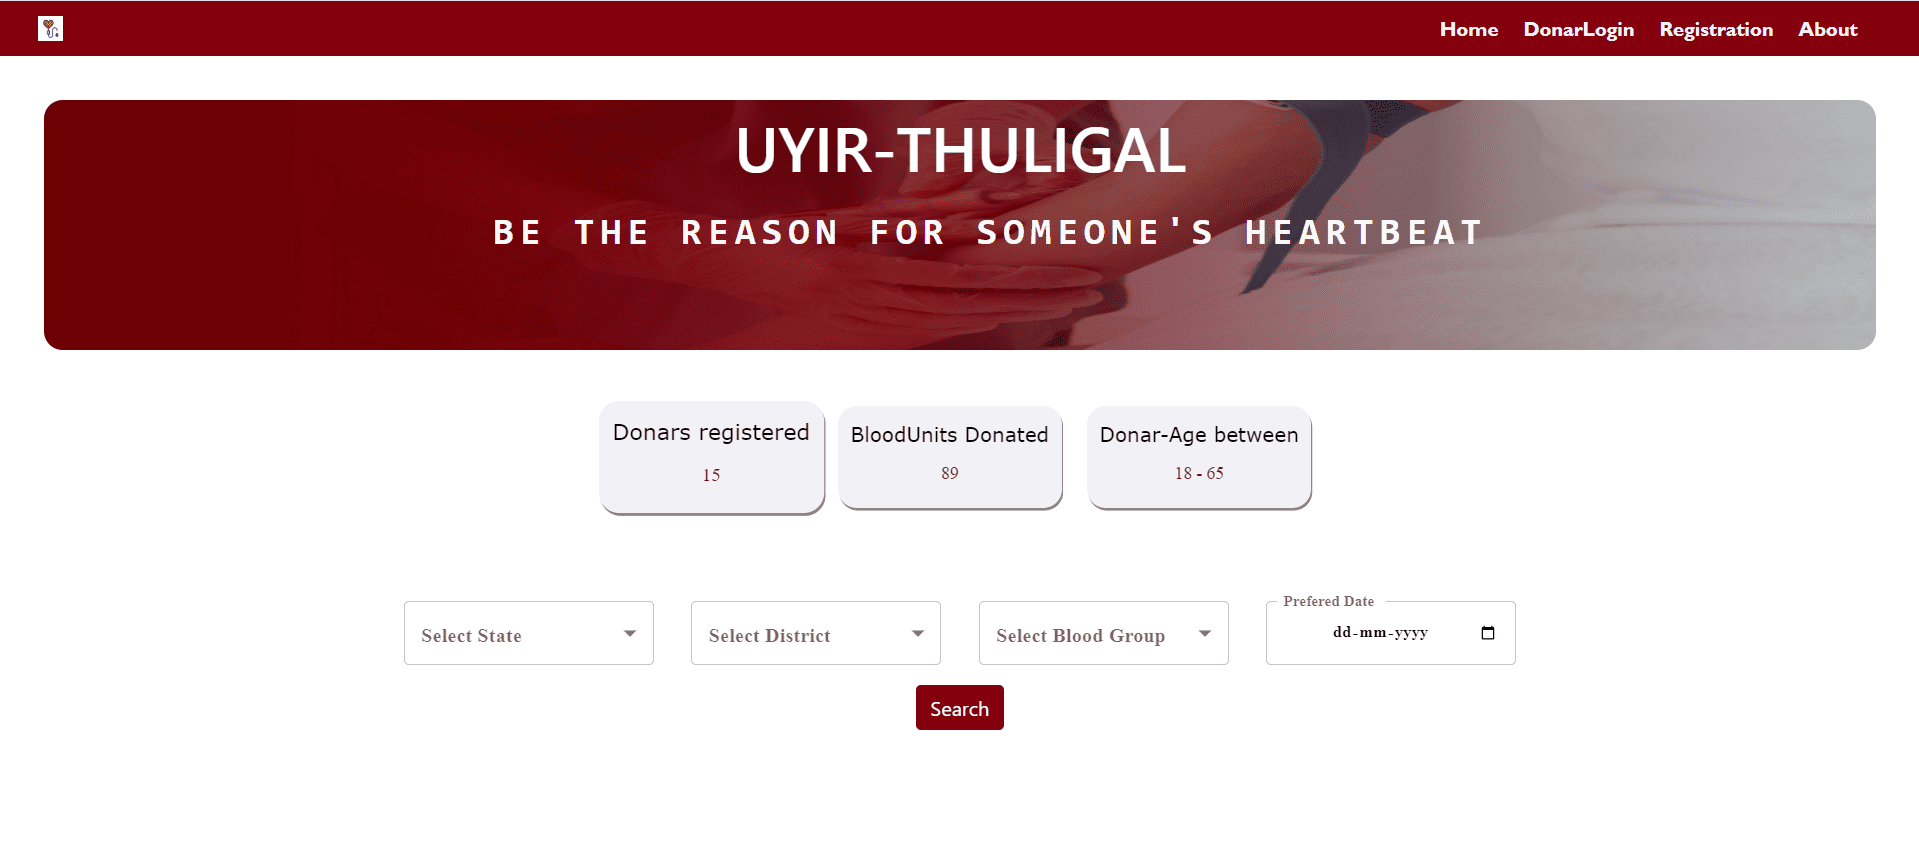 Home DonarLogin Registration About
UYIR-THULIGAL
BE THE REASON FOR SOMEONE'S HEARTBEAT
Donars registered
15
BloodUnits Donated
89
Donar-Age between
18 - 65
Select State
Select District
Select Blood Group
Prefered Date
dd-mm-yyyy
Search